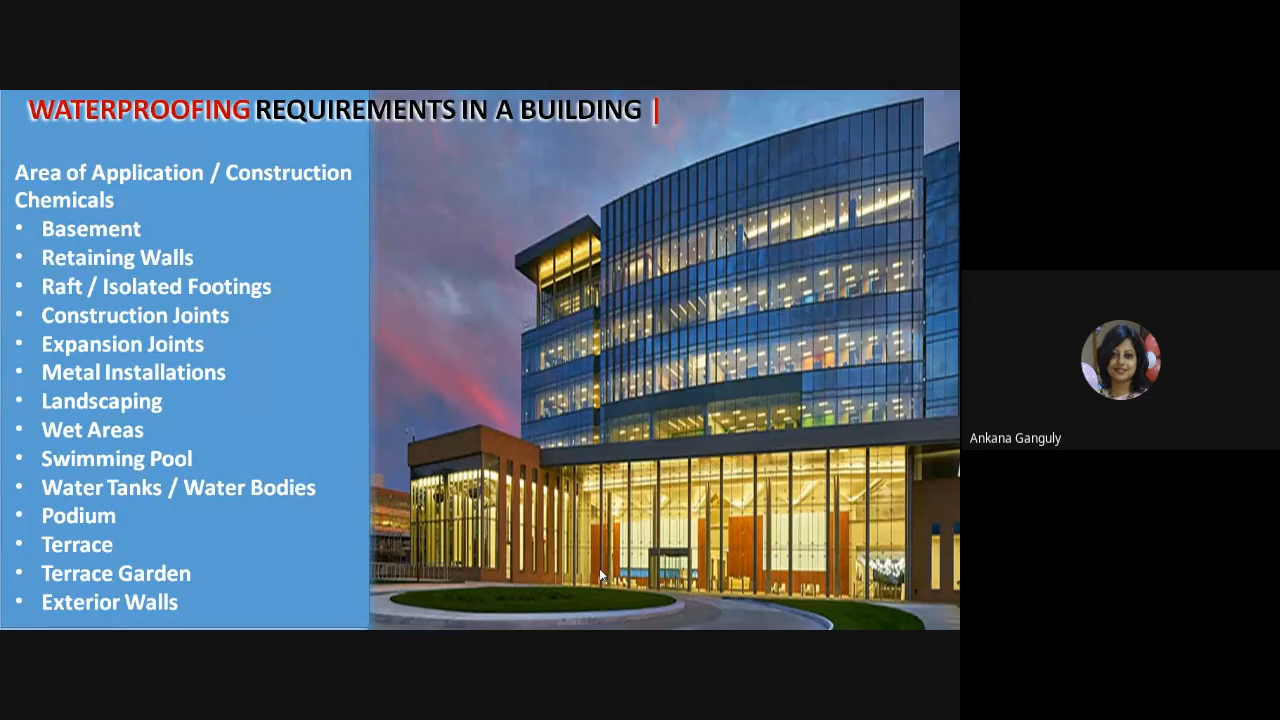 WATERPROOFING REQUIREMENTS IN A BUILDING |
Area of Application / Construction
Chemicals
• Basement
• Retaining Walls
• Raft / Isolated Footings
• Construction Joints
• Expansion Joints
• Metal Installations
• Landscaping
• Wet Areas
• Swimming Pool
• Water Tanks / Water Bodies
• Podium
• Terrace
• Terrace Garden
• Exterior Walls
Ankana Ganguly